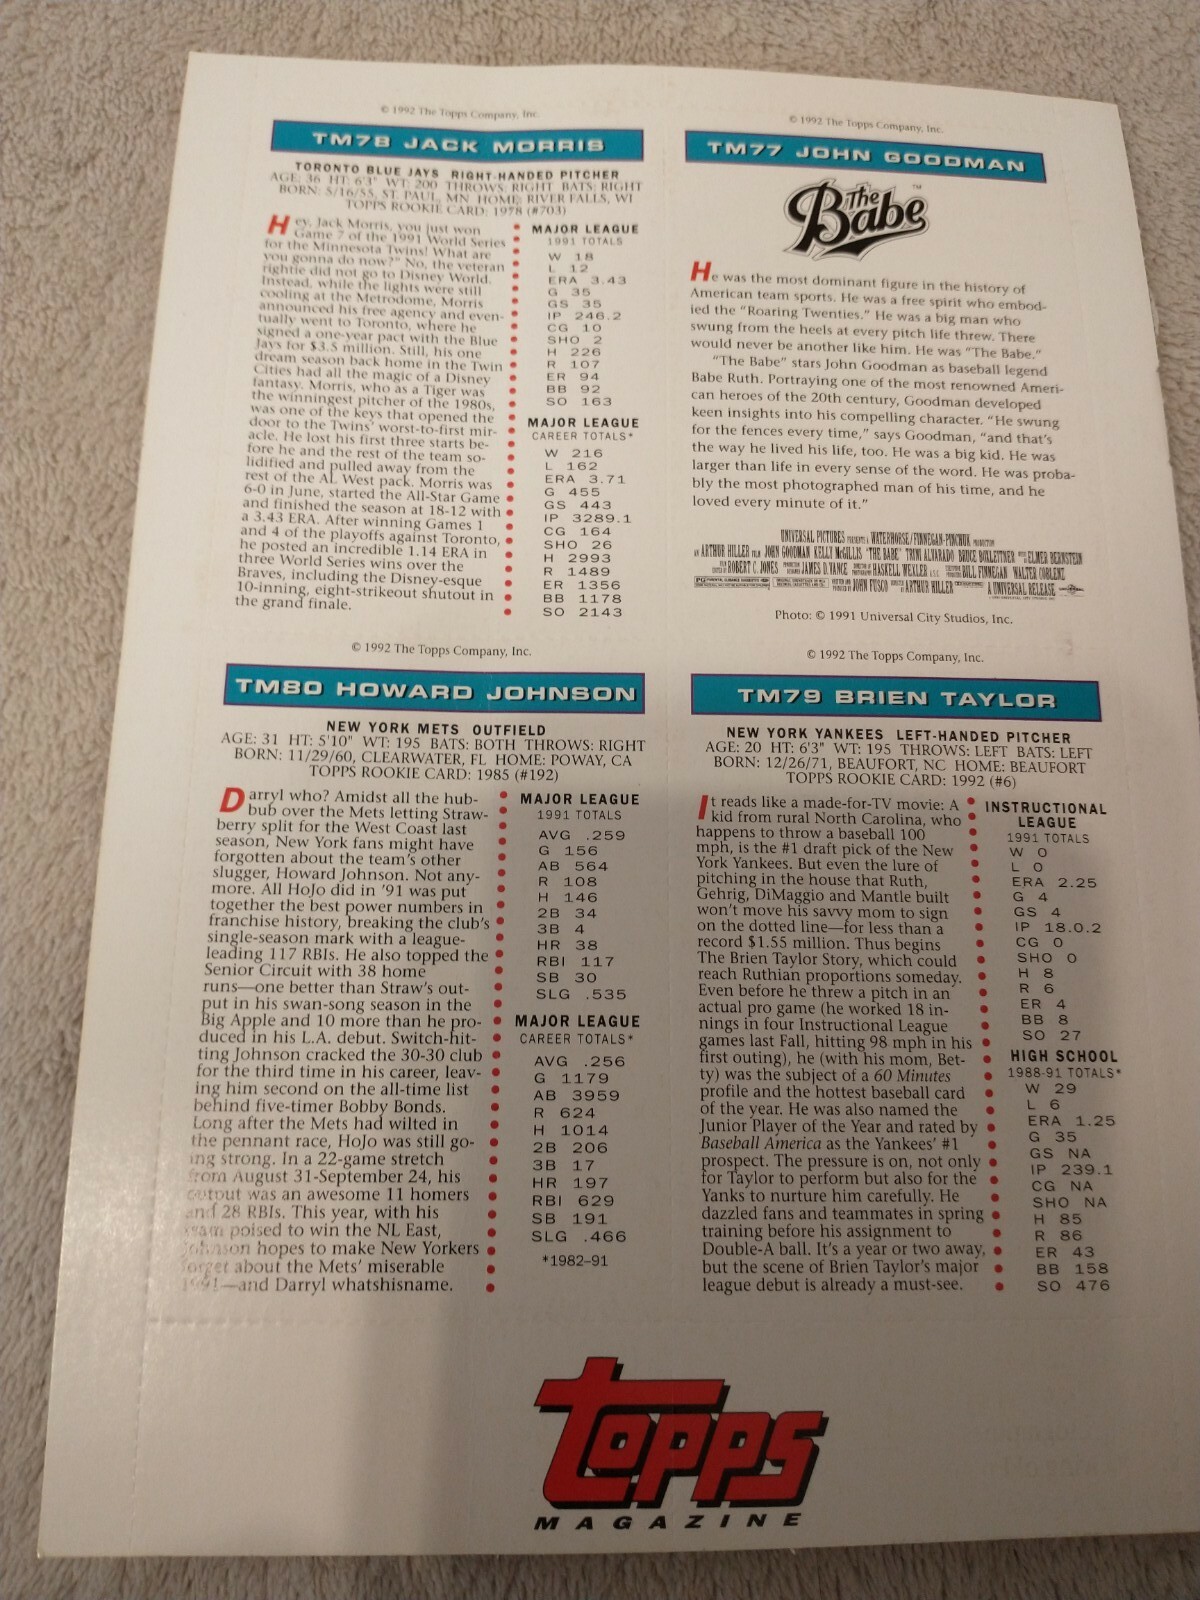 © 1992 The Topps Company, Inc.
TM78 JACK MORRIS
TORONTO BLUE JAYS RIGHT-HANDED PITCHER
AGE: 36 HT: 6'3" WT: 200 THROWS: RIGHT BATS: RIGHT
BORN: 5/16/55, ST. PAUL, MN HOME: RIVER FALLS, WI
TOPPS ROOKIE CARD: 1978 (#703)
Hey, Jack Morris, you just won
Game 7 of the 1991 World Series
for the Minnesota Twins! What are
you gonna do now?" No, the veteran
rightie did not go to Disney World.
Instead, while the lights were still
cooling at the Metrodome, Morris
announced his free agency and even-
tually went to Toronto, where he
signed a one-year pact with the Blue
Jays for $3.5 million. Still, his one
dream season back home in the Twin
Cities had all the magic of a Disney
fantasy. Morris, who as a Tiger was
the winningest pitcher of the 1980s,
was one of the keys that opened the
door to the Twins' worst-to-first mir-
acle. He lost his first three starts be-
fore he and the rest of the team so-
lidified and pulled away from the
rest of the AL West pack. Morris was
6-0 in June, started the All-Star Game
and finished the season at 18-12 with
a 3.43 ERA. After winning Games 1
and 4 of the playoffs against Toronto,
he posted an incredible 1.14 ERA in
three World Series wins over the
Braves, including the Disney-esque
10-inning, eight-strikeout shutout in
the grand finale.
MAJOR LEAGUE
1991 TOTALS
W 18
L 12
ERA 3.43
G 35
GS 35
IP 246.2
CG 10
SHO 2
H 226
R 107
ER 94
BB 92
SO 163
MAJOR LEAGUE
CAREER TOTALS*
W 216
L 162
ERA 3.71
G 455
GS 443
IP 3289.1
CG 164
SHO 26
H 2993
R 1489
ER 1356
BB 1178
SO 2143
© 1992 The Topps Company, Inc.
TM77 JOHN GOODMAN
The Babe ™
He was the most dominant figure in the history of
American team sports. He was a free spirit who embod-
ied the "Roaring Twenties." He was a big man who
swung from the heels at every pitch life threw. There
would never be another like him. He was "The Babe."
"The Babe" stars John Goodman as baseball legend
Babe Ruth. Portraying one of the most renowned Ameri-
can heroes of the 20th century, Goodman developed
keen insights into his compelling character. "He swung
for the fences every time," says Goodman, "and that's
the way he lived his life, too. He was a big kid. He was
larger than life in every sense of the word. He was proba-
bly the most photographed man of his time, and he
loved every minute of it."
UNIVERSAL PICTURES PRESENTS A WATERHORSE/FINNEGAN-PINCHUK PRODUCTION
AN ARTHUR HILLER FILM JOHN GOODMAN KELLY McGILLIS "THE BABE" TRINI ALVARADO BRUCE BOXLEITNER ELMER BERNSTEIN
ROBERT C. JONES JAMES D. VANCE HASKELL WEXLER A.S.C. BILL FINNEGAN WALTER COBLENZ
PG JOHN FUSCO ARTHUR HILLER A UNIVERSAL RELEASE
Photo: © 1991 Universal City Studios, Inc.
© 1992 The Topps Company, Inc.
TM80 HOWARD JOHNSON
NEW YORK METS OUTFIELD
AGE: 31 HT: 5'10" WT: 195 BATS: BOTH THROWS: RIGHT
BORN: 11/29/60, CLEARWATER, FL HOME: POWAY, CA
TOPPS ROOKIE CARD: 1985 (#192)
Darryl who? Amidst all the hub-
bub over the Mets letting Straw-
berry split for the West Coast last
season, New York fans might have
forgotten about the team's other
slugger, Howard Johnson. Not any-
more. All HoJo did in '91 was put
together the best power numbers in
franchise history, breaking the club's
single-season mark with a league-
leading 117 RBIs. He also topped the
Senior Circuit with 38 home
runs—one better than Straw's out-
put in his swan-song season in the
Big Apple and 10 more than he pro-
duced in his L.A. debut. Switch-hit-
ting Johnson cracked the 30-30 club
for the third time in his career, leav-
ing him second on the all-time list
behind five-timer Bobby Bonds.
Long after the Mets had wilted in
the pennant race, HoJo was still go-
ing strong. In a 22-game stretch
from August 31-September 24, his
output was an awesome 11 homers
and 28 RBIs. This year, with his
team poised to win the NL East,
Johnson hopes to make New Yorkers
forget about the Mets' miserable
1991—and Darryl whatshisname.
MAJOR LEAGUE
1991 TOTALS
AVG .259
G 156
AB 564
R 108
H 146
2B 34
3B 4
HR 38
RBI 117
SB 30
SLG .535
MAJOR LEAGUE
CAREER TOTALS*
AVG .256
G 1179
AB 3959
R 624
H 1014
2B 206
3B 17
HR 197
RBI 629
SB 191
SLG .466
*1982–91
© 1992 The Topps Company, Inc.
TM79 BRIEN TAYLOR
NEW YORK YANKEES LEFT-HANDED PITCHER
AGE: 20 HT: 6'3" WT: 195 THROWS: LEFT BATS: LEFT
BORN: 12/26/71, BEAUFORT, NC HOME: BEAUFORT
TOPPS ROOKIE CARD: 1992 (#6)
It reads like a made-for-TV movie: A
kid from rural North Carolina, who
happens to throw a baseball 100
mph, is the #1 draft pick of the New
York Yankees. But even the lure of
pitching in the house that Ruth,
Gehrig, DiMaggio and Mantle built
won't move his savvy mom to sign
on the dotted line—for less than a
record $1.55 million. Thus begins
The Brien Taylor Story, which could
reach Ruthian proportions someday.
Even before he threw a pitch in an
actual pro game (he worked 18 in-
nings in four Instructional League
games last Fall, hitting 98 mph in his
first outing), he (with his mom, Bet-
ty) was the subject of a 60 Minutes
profile and the hottest baseball card
of the year. He was also named the
Junior Player of the Year and rated by
Baseball America as the Yankees' #1
prospect. The pressure is on, not only
for Taylor to perform but also for the
Yanks to nurture him carefully. He
dazzled fans and teammates in spring
training before his assignment to
Double-A ball. It's a year or two away,
but the scene of Brien Taylor's major
league debut is already a must-see.
INSTRUCTIONAL
LEAGUE
1991 TOTALS
W 0
L 0
ERA 2.25
G 4
GS 4
IP 18.0.2
CG 0
SHO 0
H 8
R 6
ER 4
BB 8
SO 27
HIGH SCHOOL
1988-91 TOTALS*
W 29
L 6
ERA 1.25
G 35
GS NA
IP 239.1
CG NA
SHO NA
H 85
R 86
ER 43
BB 158
SO 476
Topps
MAGAZINE